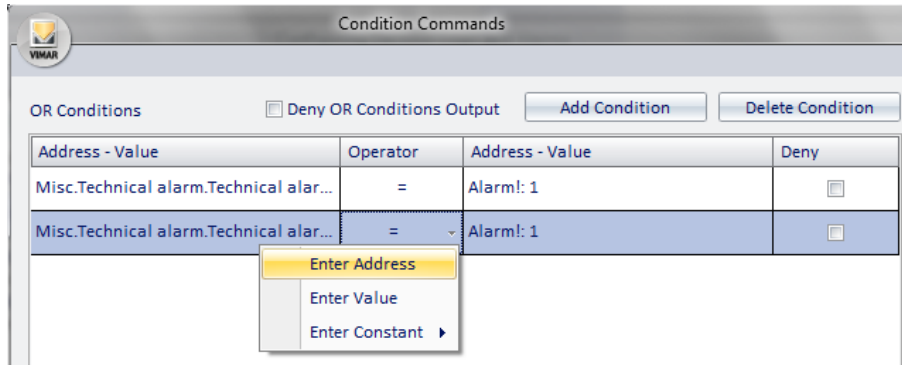 Condition Commands
VIMAR
OR Conditions Deny OR Conditions Output Add Condition Delete Condition
Address - Value Operator Address - Value Deny
Misc.Technical alarm.Technical alar... = Alarm!: 1
Misc.Technical alarm.Technical alar... = Alarm!: 1
Enter Address
Enter Value
Enter Constant